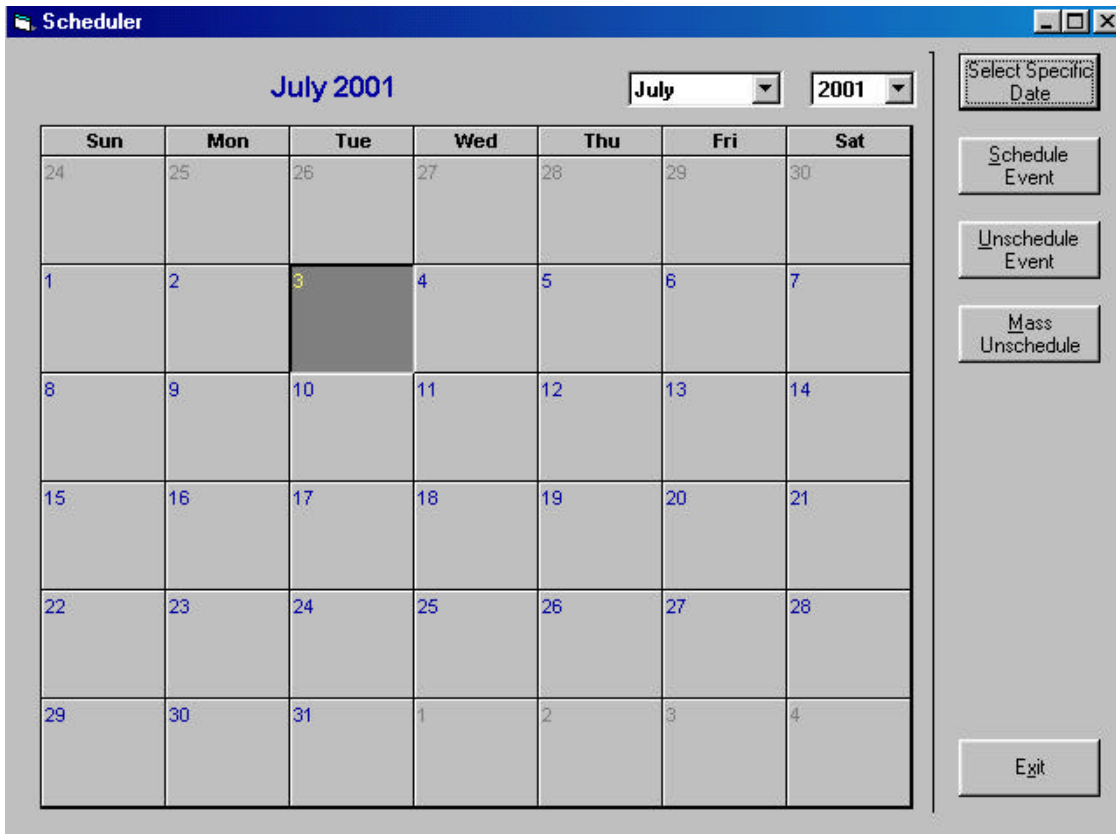 Scheduler
July 2001 July 2001
Sun Mon Tue Wed Thu Fri Sat
24 25 26 27 28 29 30
1 2 3 4 5 6 7
8 9 10 11 12 13 14
15 16 17 18 19 20 21
22 23 24 25 26 27 28
29 30 31 1 2 3 4
Select Specific
Date
Schedule
Event
Unschedule
Event
Mass
Unschedule
Exit